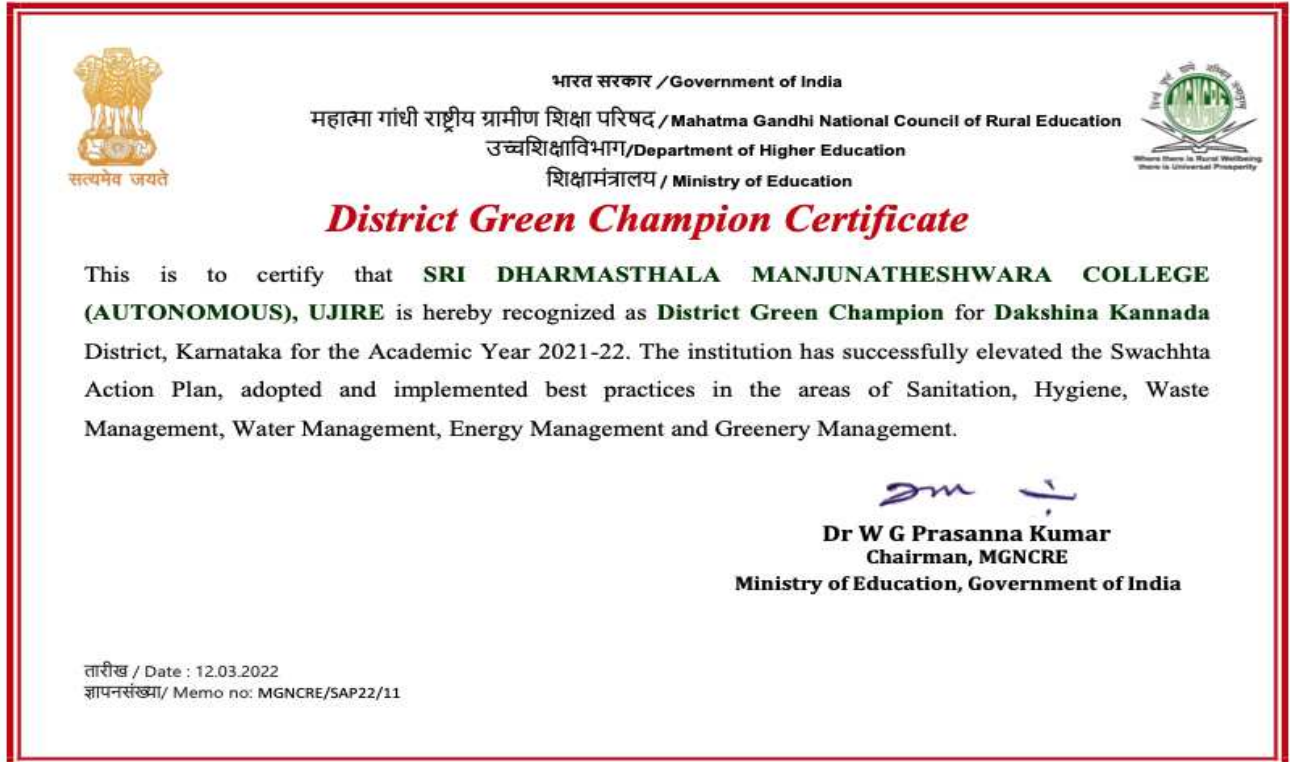 भारत सरकार /Government of India
महात्मा गांधी राष्ट्रीय ग्रामीण शिक्षा परिषद /Mahatma Gandhi National Council of Rural Education
उच्चशिक्षाविभाग/Department of Higher Education
शिक्षामंत्रालय / Ministry of Education
सत्यमेव जयते
MGNCRE
Where there is Rural Wellbeing
there is Universal Prosperity
District Green Champion Certificate
This is to certify that SRI DHARMASTHALA MANJUNATHESHWARA COLLEGE
(AUTONOMOUS), UJIRE is hereby recognized as District Green Champion for Dakshina Kannada
District, Karnataka for the Academic Year 2021-22. The institution has successfully elevated the Swachhta
Action Plan, adopted and implemented best practices in the areas of Sanitation, Hygiene, Waste
Management, Water Management, Energy Management and Greenery Management.
Dr W G Prasanna Kumar
Chairman, MGNCRE
Ministry of Education, Government of India
तारीख / Date : 12.03.2022
ज्ञापनसंख्या/ Memo no: MGNCRE/SAP22/11